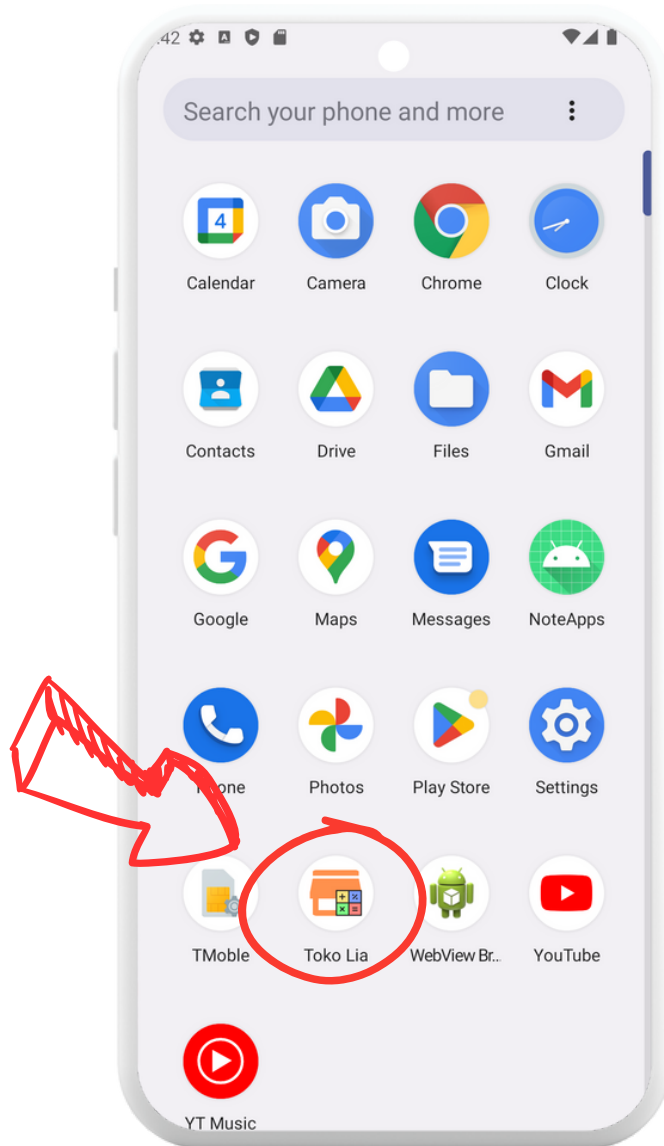 :42
Search your phone and more
4
Calendar Camera Chrome Clock
Contacts Drive Files Gmail
Google Maps Messages NoteApps
Photos Play Store Settings
TMoble Toko Lia WebView Br...
YouTube
YT Music